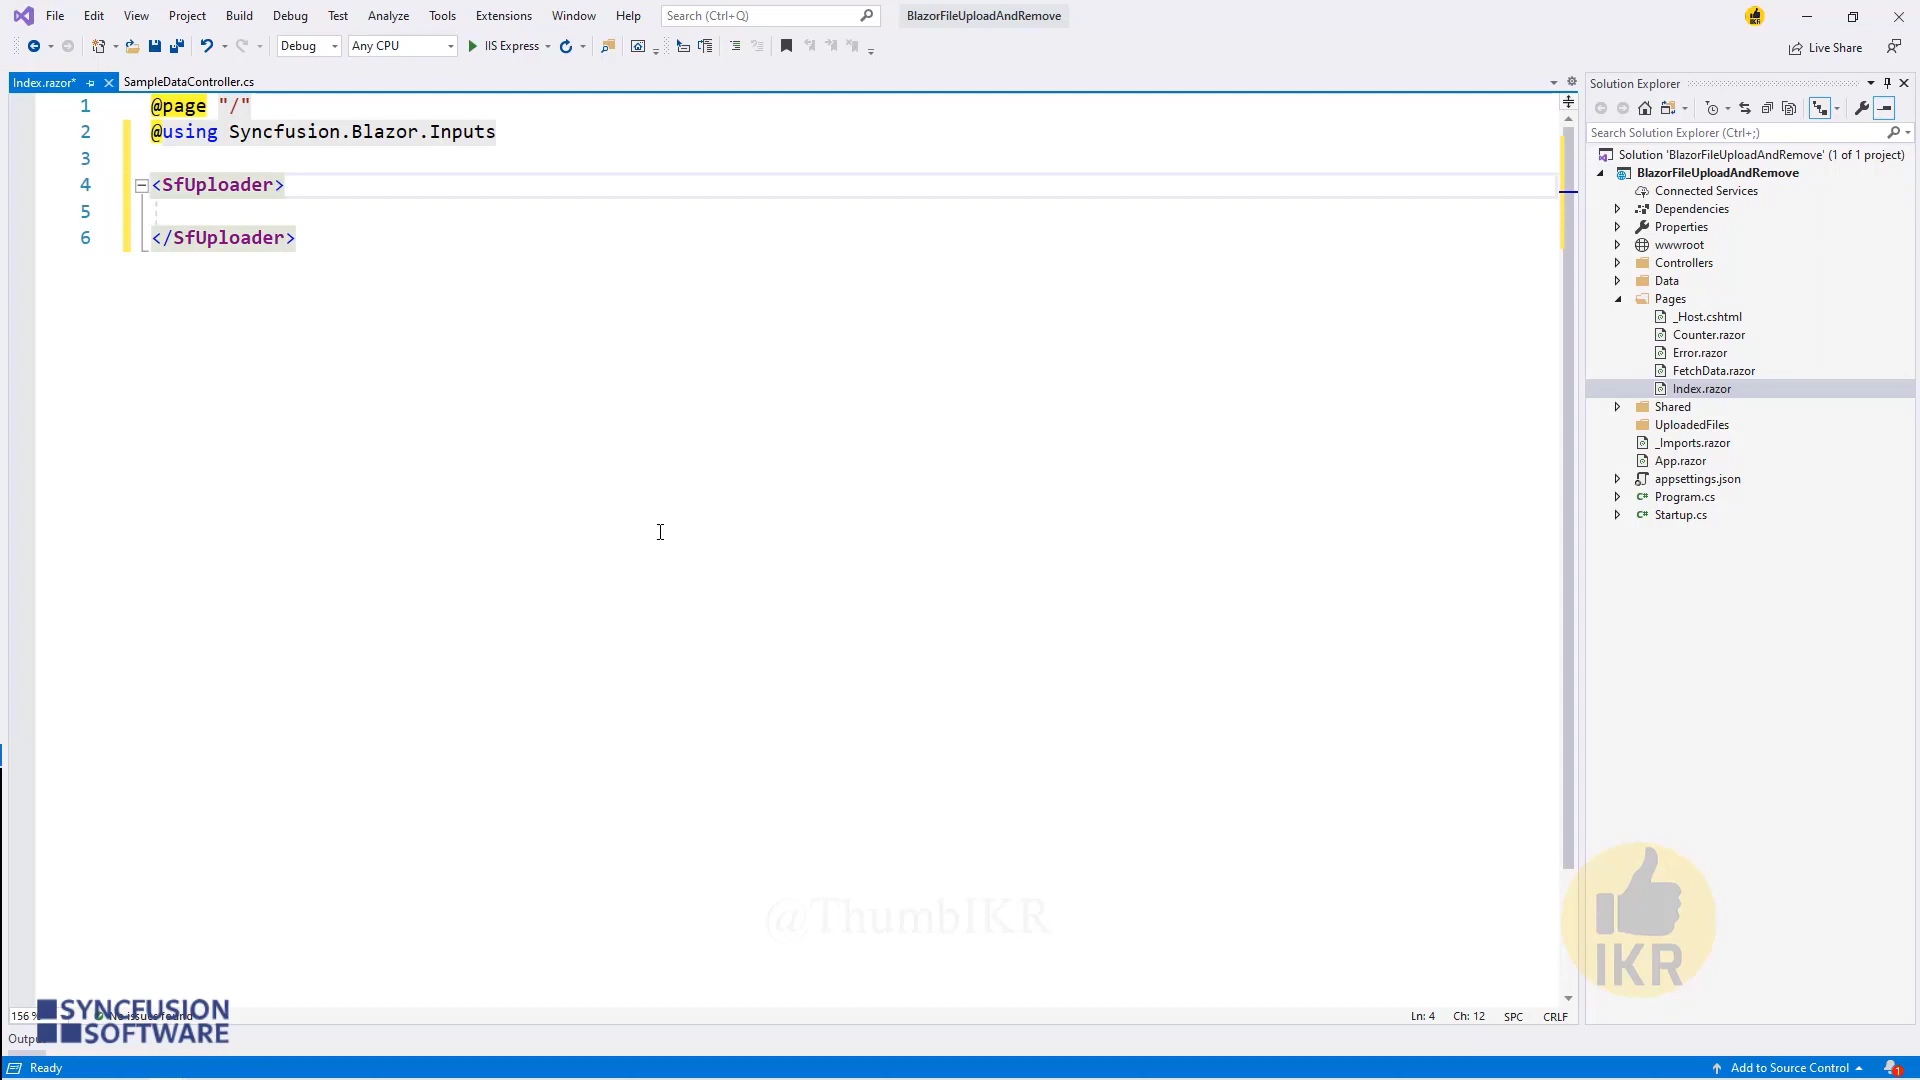 File Edit View Project Build Debug Test Analyze Tools Extensions Window Help Search (Ctrl+Q) BlazorFileUploadAndRemove
Debug Any CPU IIS Express Live Share
Index.razor* SampleDataController.cs
1 @page "/"
2 @using Syncfusion.Blazor.Inputs
3
4 <SfUploader>
5
6 </SfUploader>
Solution Explorer
Search Solution Explorer (Ctrl+;)
Solution 'BlazorFileUploadAndRemove' (1 of 1 project)
BlazorFileUploadAndRemove
Connected Services
Dependencies
Properties
wwwroot
Controllers
Data
Pages
_Host.cshtml
Counter.razor
Error.razor
FetchData.razor
Index.razor
Shared
UploadedFiles
_Imports.razor
App.razor
appsettings.json
Program.cs
Startup.cs
@ThumbIKR
IKR
156 % No issues found Ln: 4 Ch: 12 SPC CRLF
SYNCFUSION
SOFTWARE
Ready Add to Source Control 1